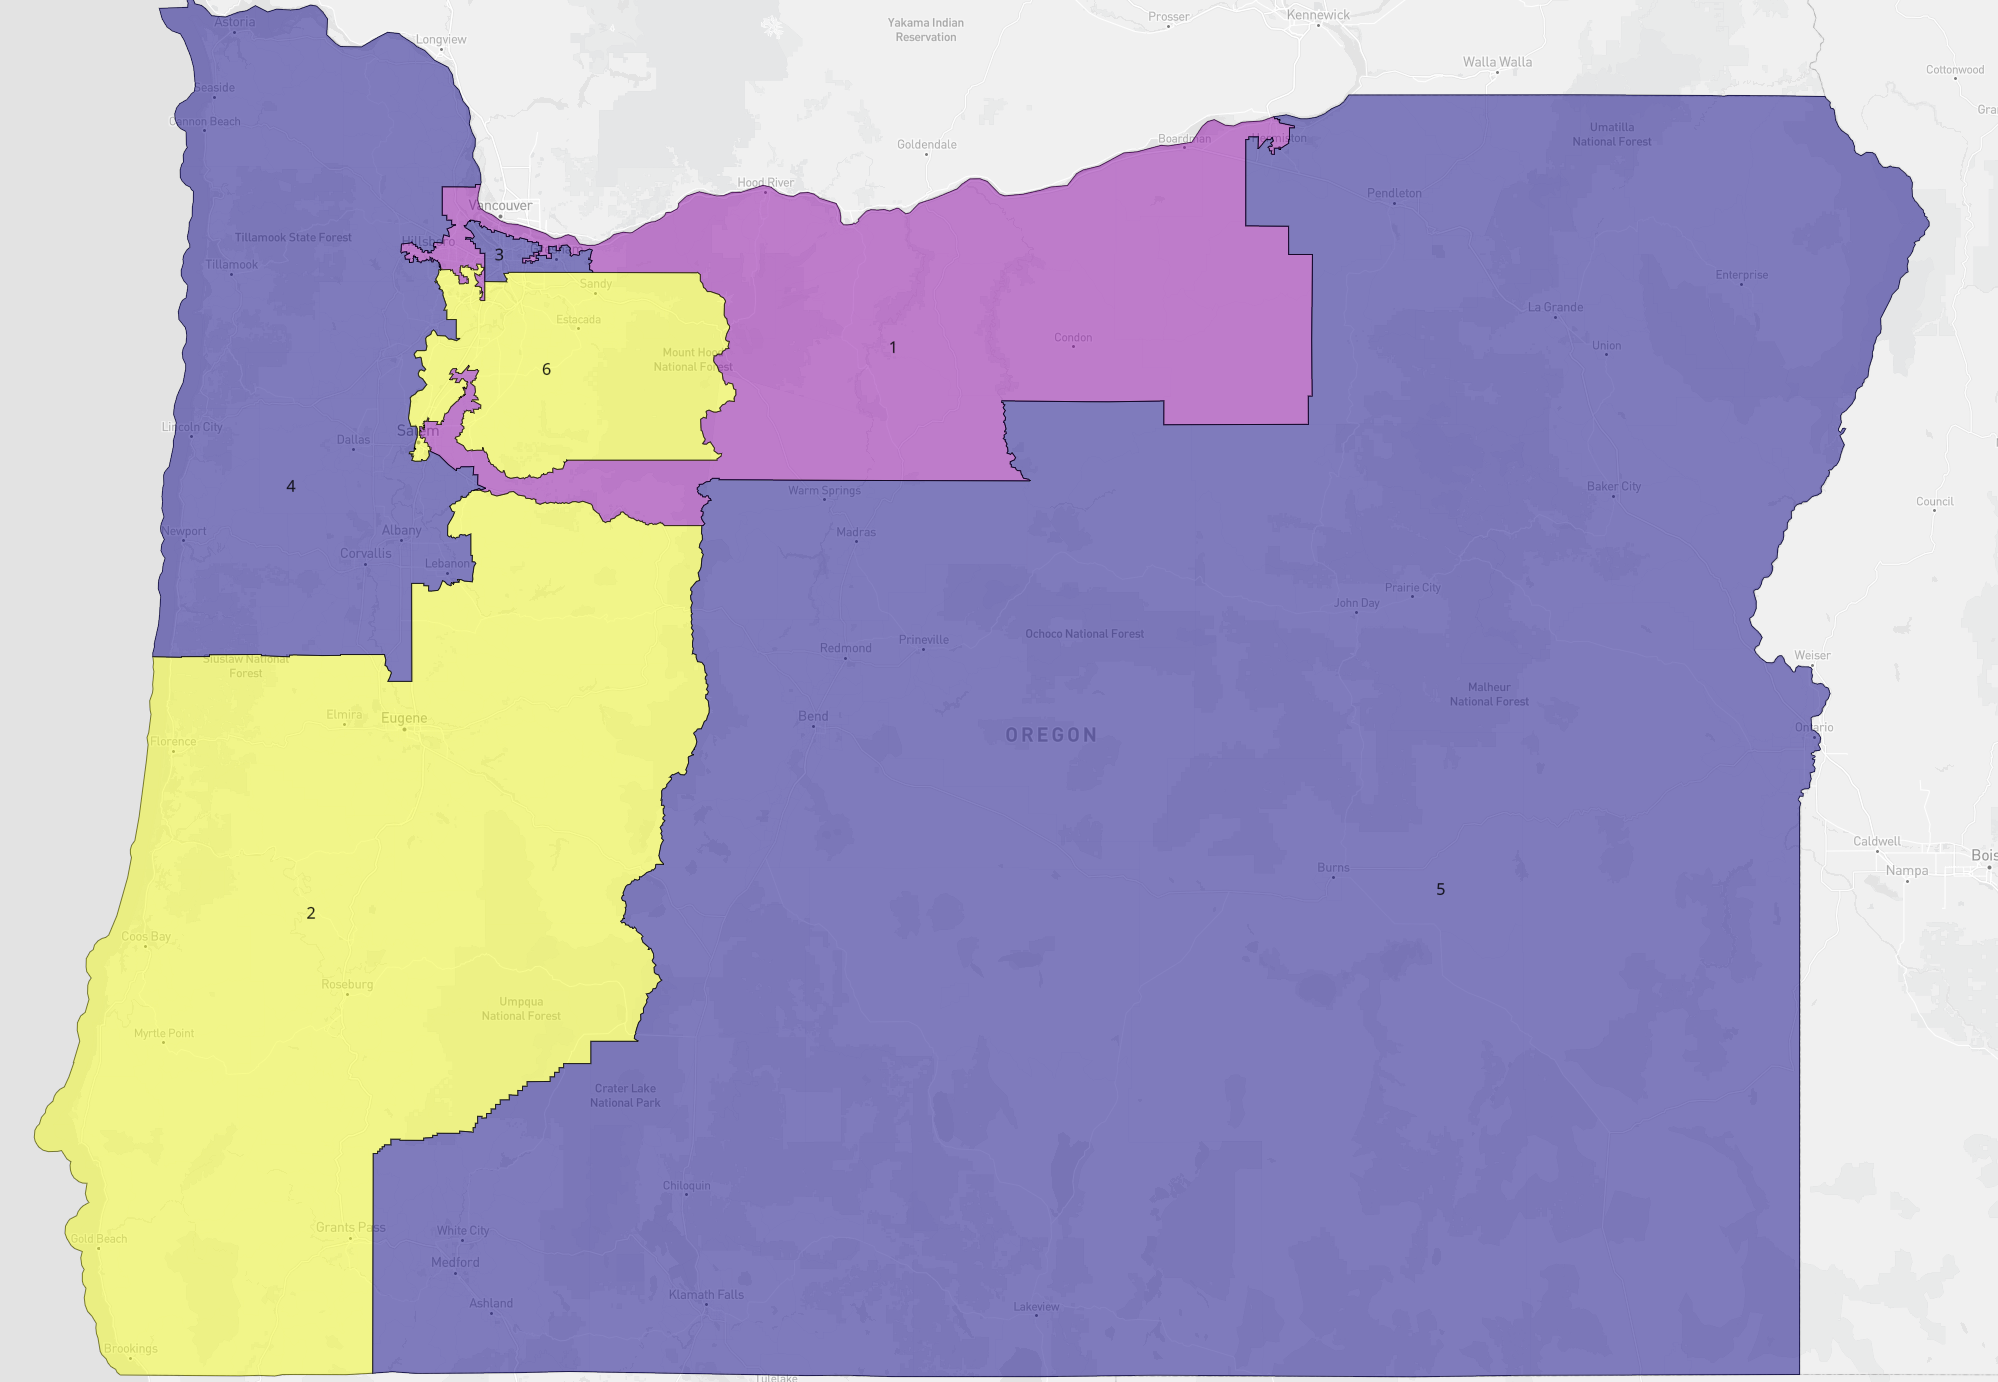 Astoria
Longview
Yakama Indian
Reservation
Prosser
Kennewick
Walla Walla
Cottonwood
Seaside
Cannon Beach
Goldendale
Boardman
Hermiston
Umatilla
National Forest
Hood River
Vancouver
Pendleton
Tillamook State Forest
Hillsboro
3
Tillamook
Sandy
Enterprise
Estacada
La Grande
6
Mount Hood
National Forest
1
Condon
Union
Lincoln City
Salem
Dallas
4
Warm Springs
Baker City
Council
Newport
Albany
Madras
Corvallis
Lebanon
Prairie City
John Day
Redmond
Prineville
Ochoco National Forest
Siuslaw National
Forest
Weiser
Malheur
National Forest
Elmira
Eugene
Bend
OREGON
Florence
Ontario
Caldwell
Bois
Nampa
Burns
5
2
Coos Bay
Roseburg
Umpqua
National Forest
Myrtle Point
Crater Lake
National Park
Chiloquin
Grants Pass
White City
Gold Beach
Medford
Klamath Falls
Ashland
Lakeview
Brookings
Tulelake